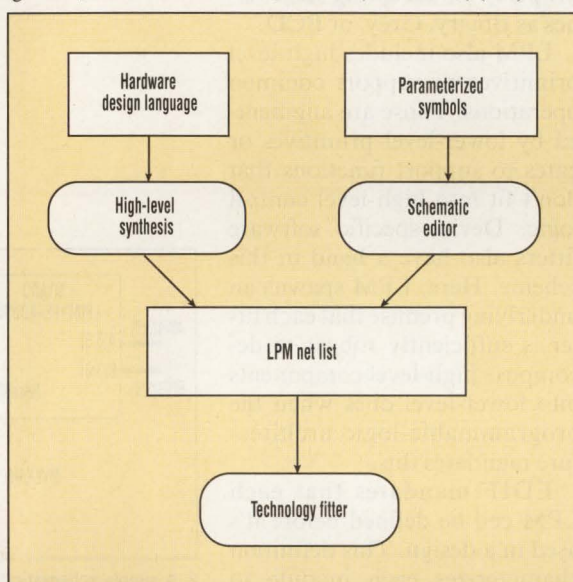 Hardware
design language
Parameterized
symbols
High-level
synthesis
Schematic
editor
LPM net list
Technology fitter